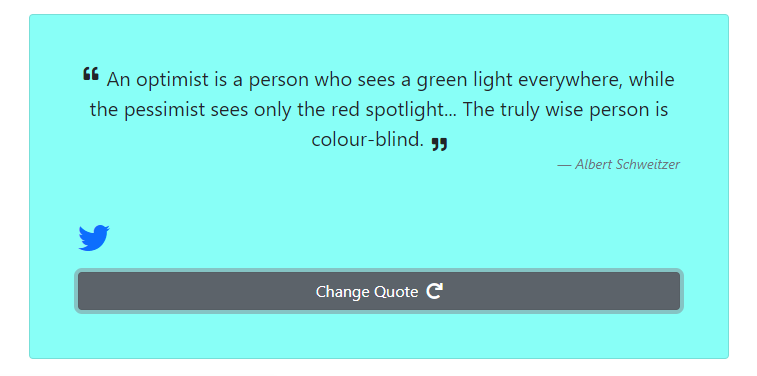 ❝ An optimist is a person who sees a green light everywhere, while
the pessimist sees only the red spotlight... The truly wise person is
colour-blind. ❞
— Albert Schweitzer
Change Quote